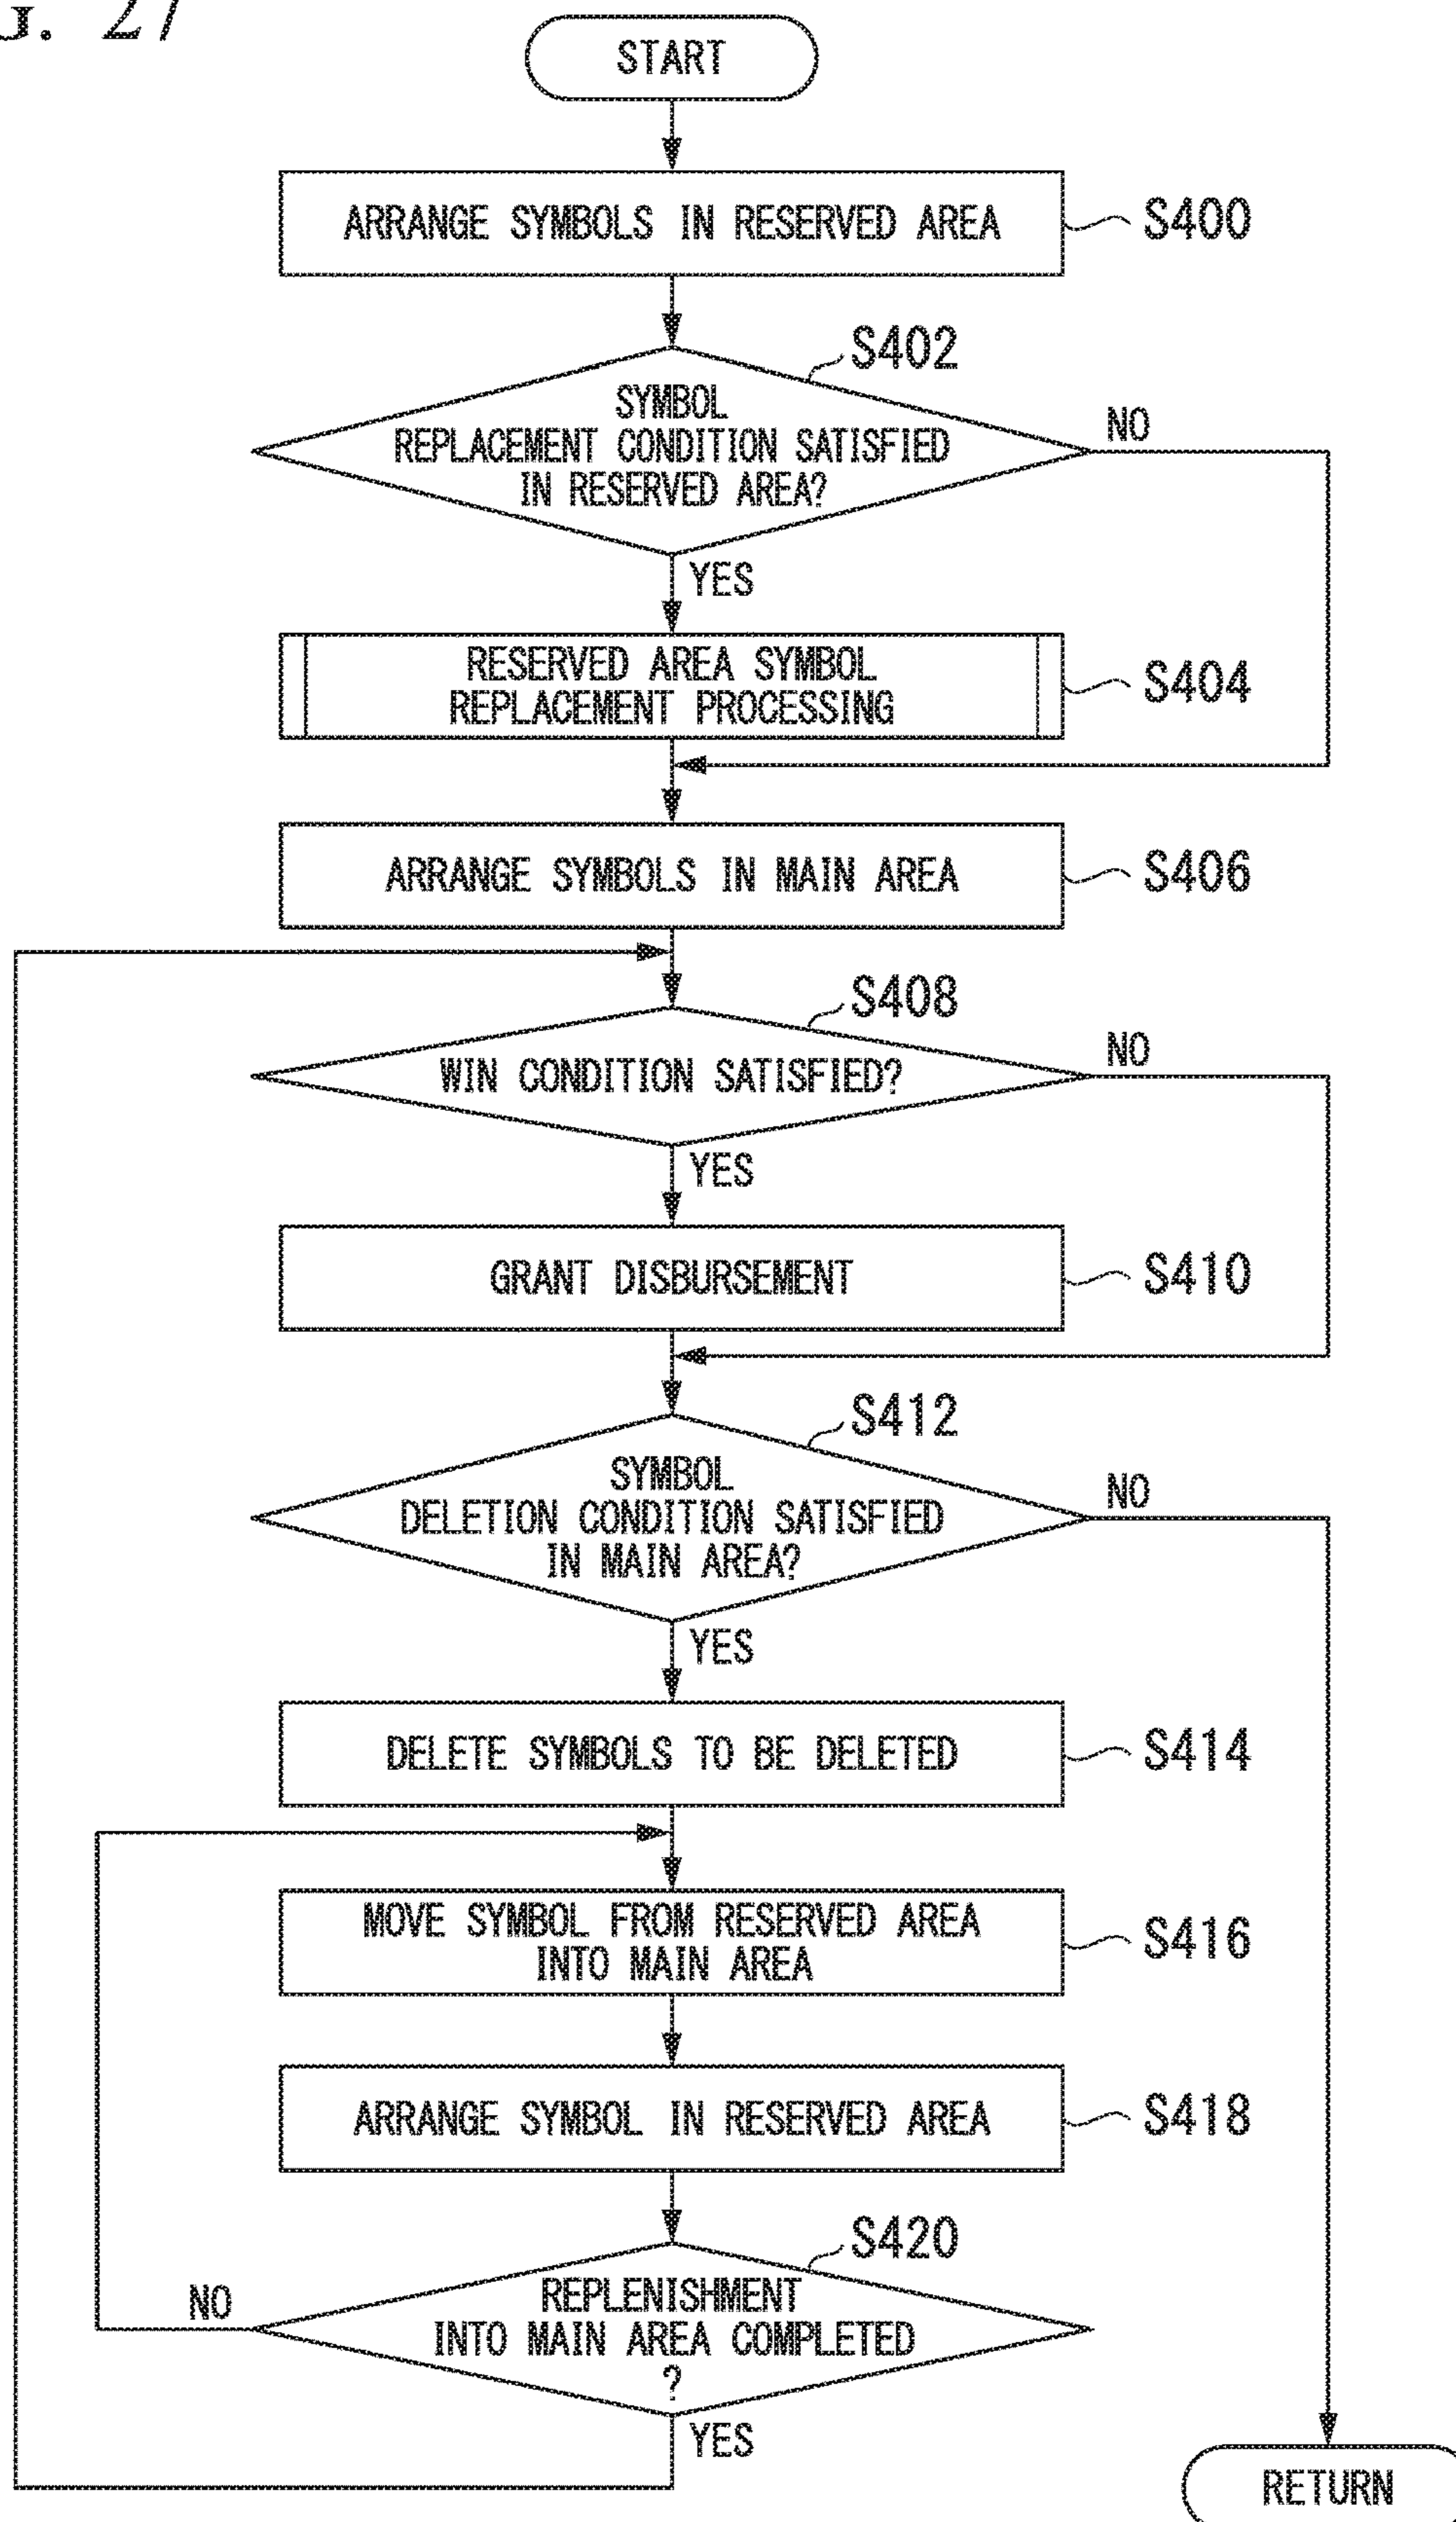 G. 27
START
ARRANGE SYMBOLS IN RESERVED AREA
S400
S402
SYMBOL
REPLACEMENT CONDITION SATISFIED
IN RESERVED AREA?
NO
YES
RESERVED AREA SYMBOL
REPLACEMENT PROCESSING
S404
ARRANGE SYMBOLS IN MAIN AREA
S406
S408
WIN CONDITION SATISFIED?
NO
YES
GRANT DISBURSEMENT
S410
S412
SYMBOL
DELETION CONDITION SATISFIED
IN MAIN AREA?
NO
YES
DELETE SYMBOLS TO BE DELETED
S414
MOVE SYMBOL FROM RESERVED AREA
INTO MAIN AREA
S416
ARRANGE SYMBOL IN RESERVED AREA
S418
S420
REPLENISHMENT
INTO MAIN AREA COMPLETED
?
NO
YES
RETURN